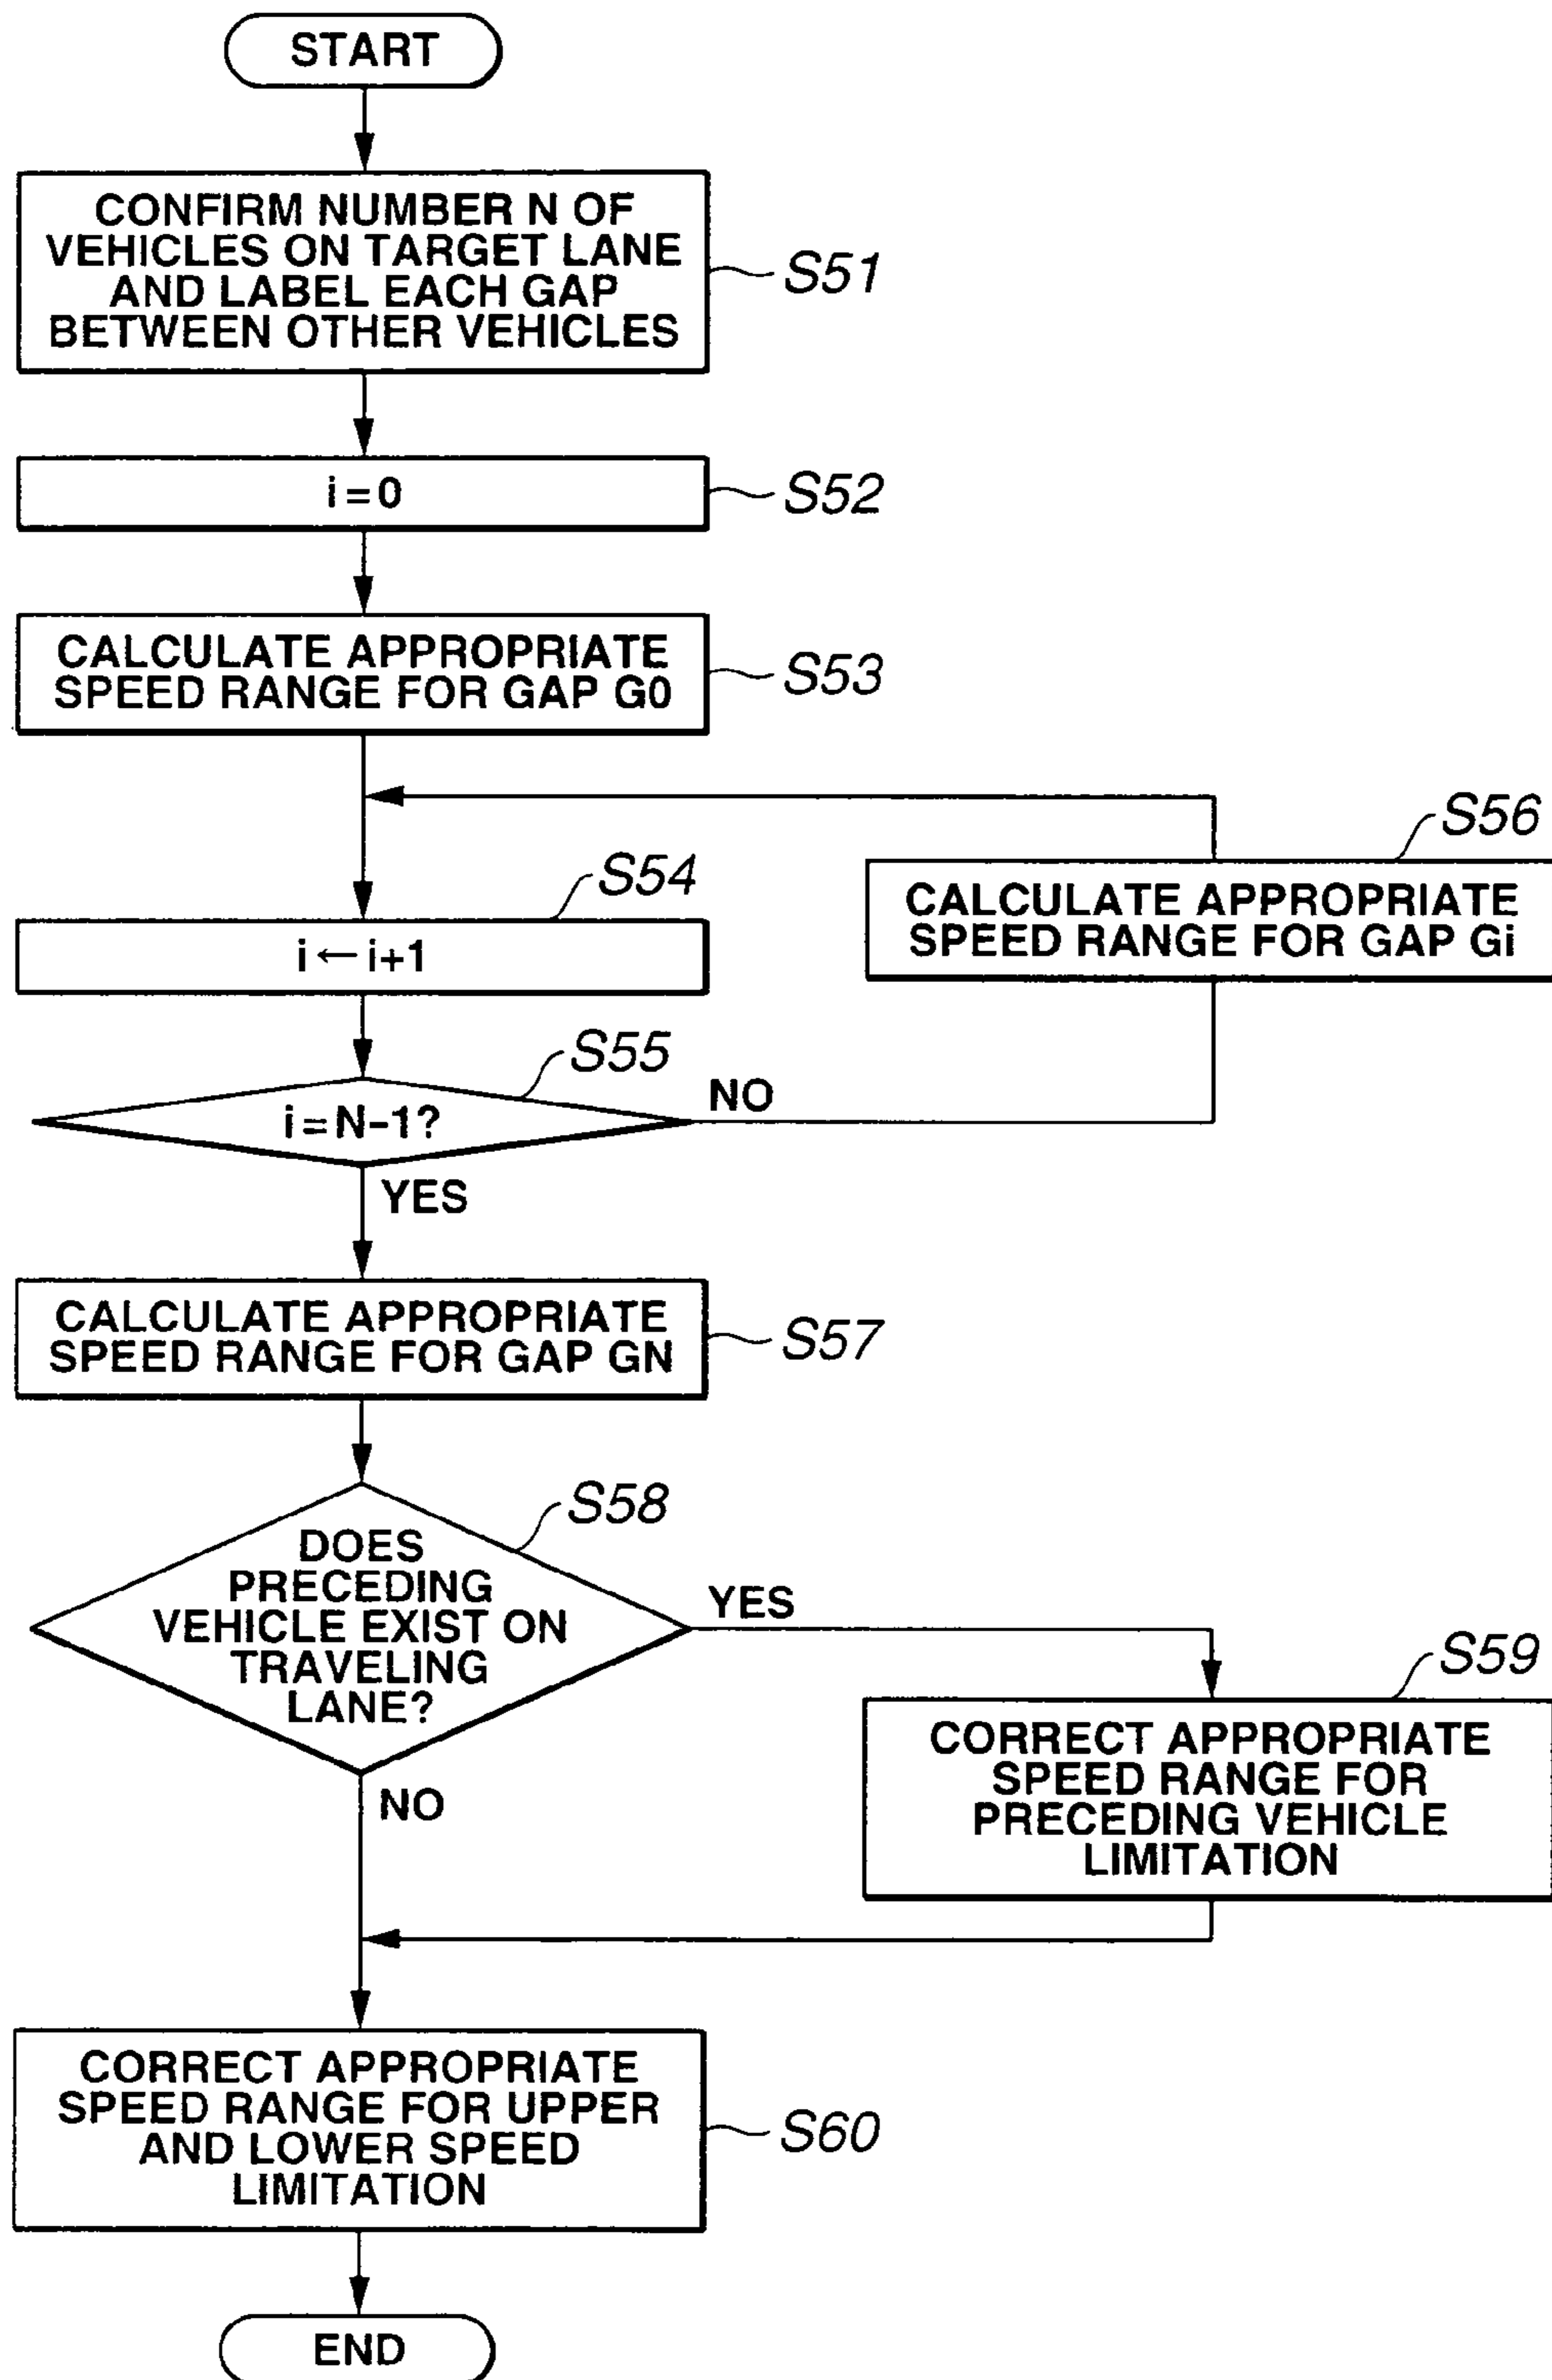 START
CONFIRM NUMBER N OF
VEHICLES ON TARGET LANE
AND LABEL EACH GAP
BETWEEN OTHER VEHICLES
S51
i = 0
S52
CALCULATE APPROPRIATE
SPEED RANGE FOR GAP G0
S53
S54
i ← i+1
S56
CALCULATE APPROPRIATE
SPEED RANGE FOR GAP Gi
S55
i = N−1?
NO
YES
CALCULATE APPROPRIATE
SPEED RANGE FOR GAP GN
S57
S58
DOES
PRECEDING
VEHICLE EXIST ON
TRAVELING
LANE?
YES
NO
S59
CORRECT APPROPRIATE
SPEED RANGE FOR
PRECEDING VEHICLE
LIMITATION
CORRECT APPROPRIATE
SPEED RANGE FOR UPPER
AND LOWER SPEED
LIMITATION
S60
END